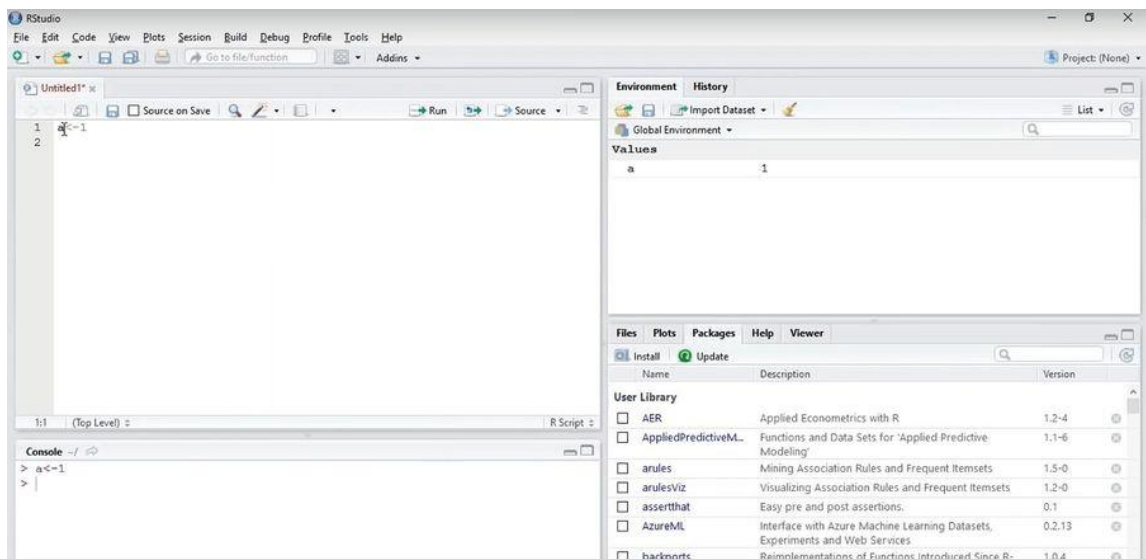 RStudio
File Edit Code View Plots Session Build Debug Profile Tools Help
Go to file/function Addins Project: (None)
Untitled1*
Source on Save Run Source
1 a<-1
2
1:1 (Top Level) R Script
Console ~/
> a<-1
>
Environment History
Import Dataset List
Global Environment
Values
a 1
Files Plots Packages Help Viewer
Install Update
Name Description Version
User Library
AER Applied Econometrics with R 1.2-4
AppliedPredictiveM... Functions and Data Sets for 'Applied Predictive 1.1-6
Modeling'
arules Mining Association Rules and Frequent Itemsets 1.5-0
arulesViz Visualizing Association Rules and Frequent Itemsets 1.2-0
assertthat Easy pre and post assertions. 0.1
AzureML Interface with Azure Machine Learning Datasets, 0.2.13
Experiments and Web Services
backports Reimplementations of Functions Introduced Since R- 1.0.4